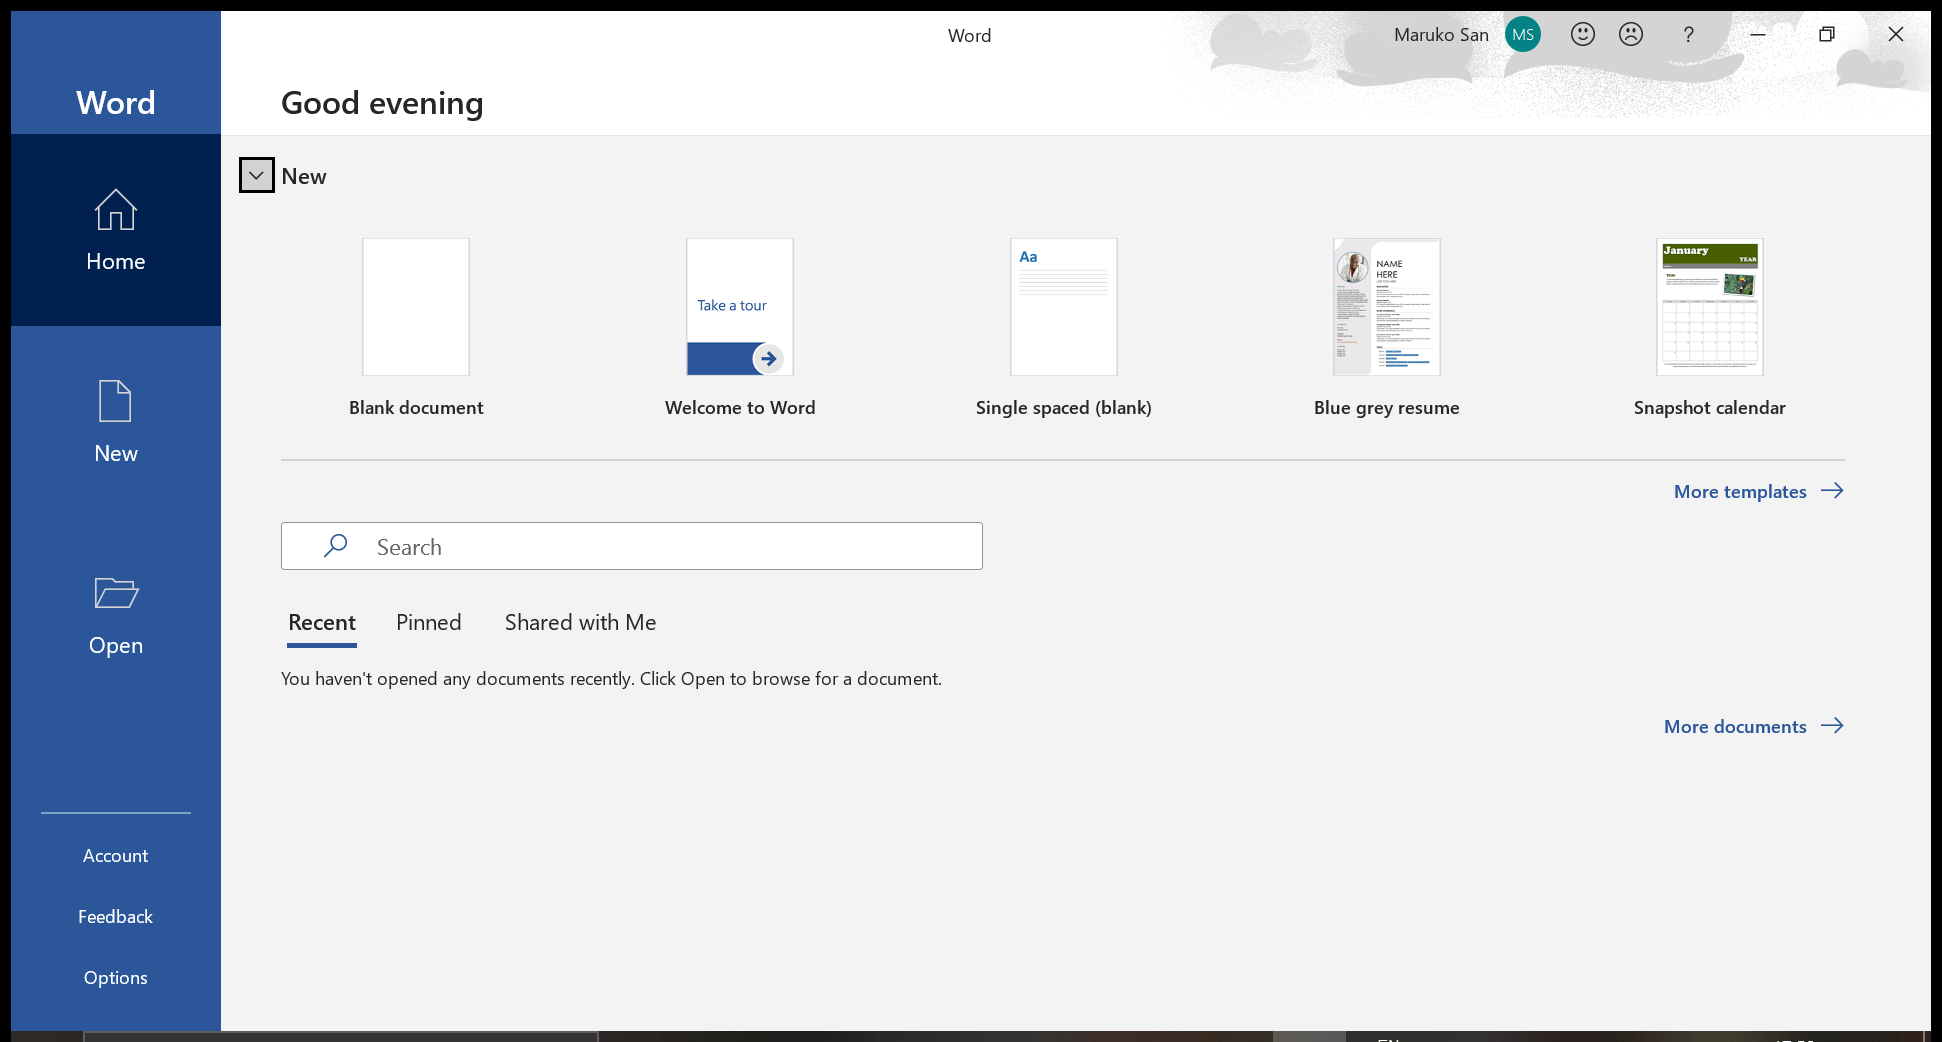 Word
Maruko San
MS
?
Word
Good evening
Home
New
Open
Account
Feedback
Options
New
Take a tour
Aa
NAME
HERE
January
YEAR
Title
Blank document
Welcome to Word
Single spaced (blank)
Blue grey resume
Snapshot calendar
More templates
Search
Recent
Pinned
Shared with Me
You haven't opened any documents recently. Click Open to browse for a document.
More documents